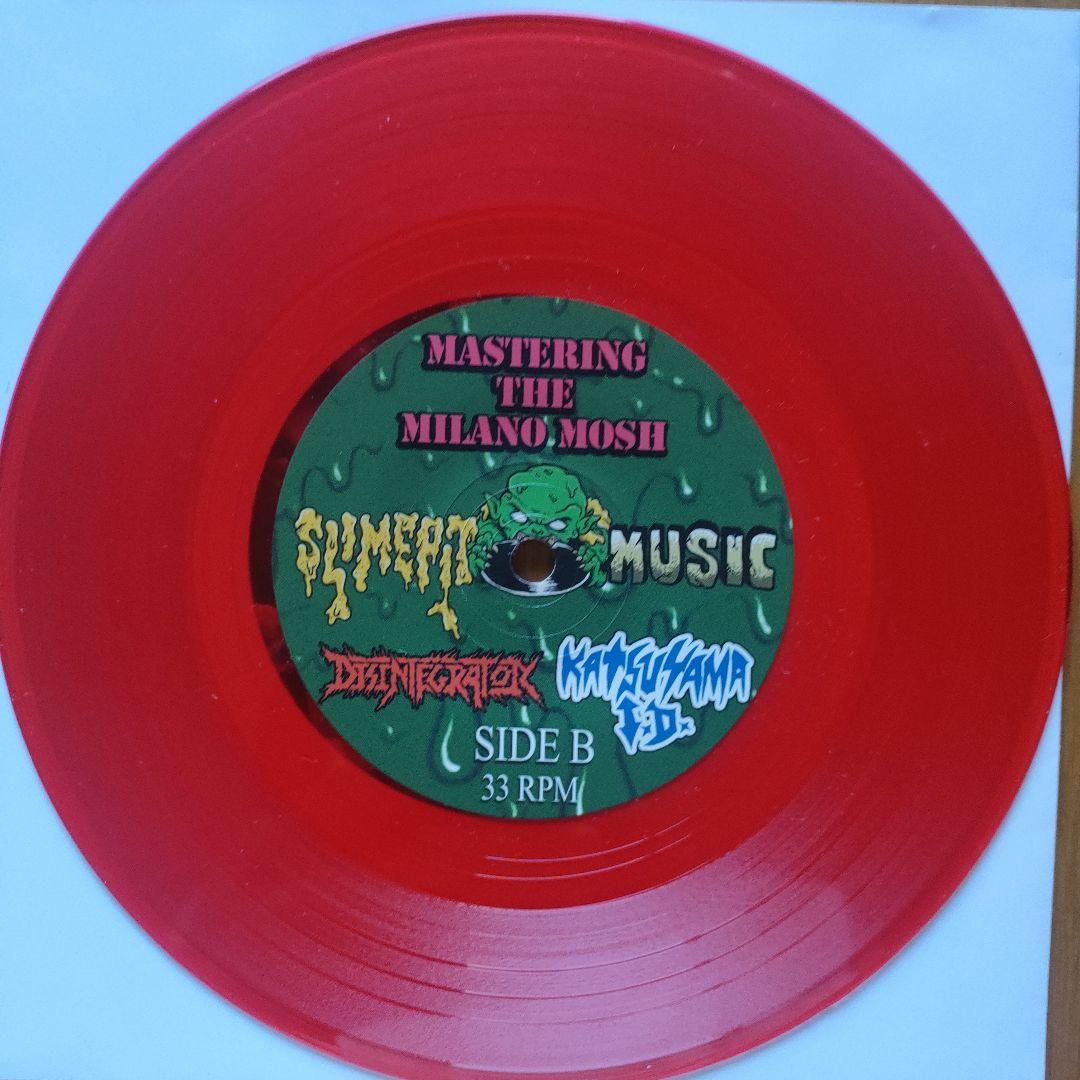 MASTERING
THE
MILANO MOSH
SLIMEPIT MUSIC
DISINTEGRATOR KATSUYAMA
I.D.
SIDE B
33 RPM